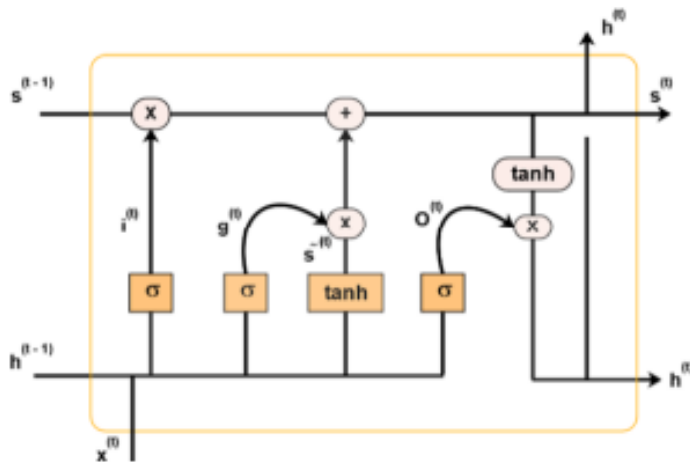 h^(t)
s^(t-1)
s^(t)
x
+
tanh
i^(t)
g^(t)
x
O^(t)
x
s^~(t)
σ
σ
tanh
σ
h^(t-1)
h^(t)
x^(t)